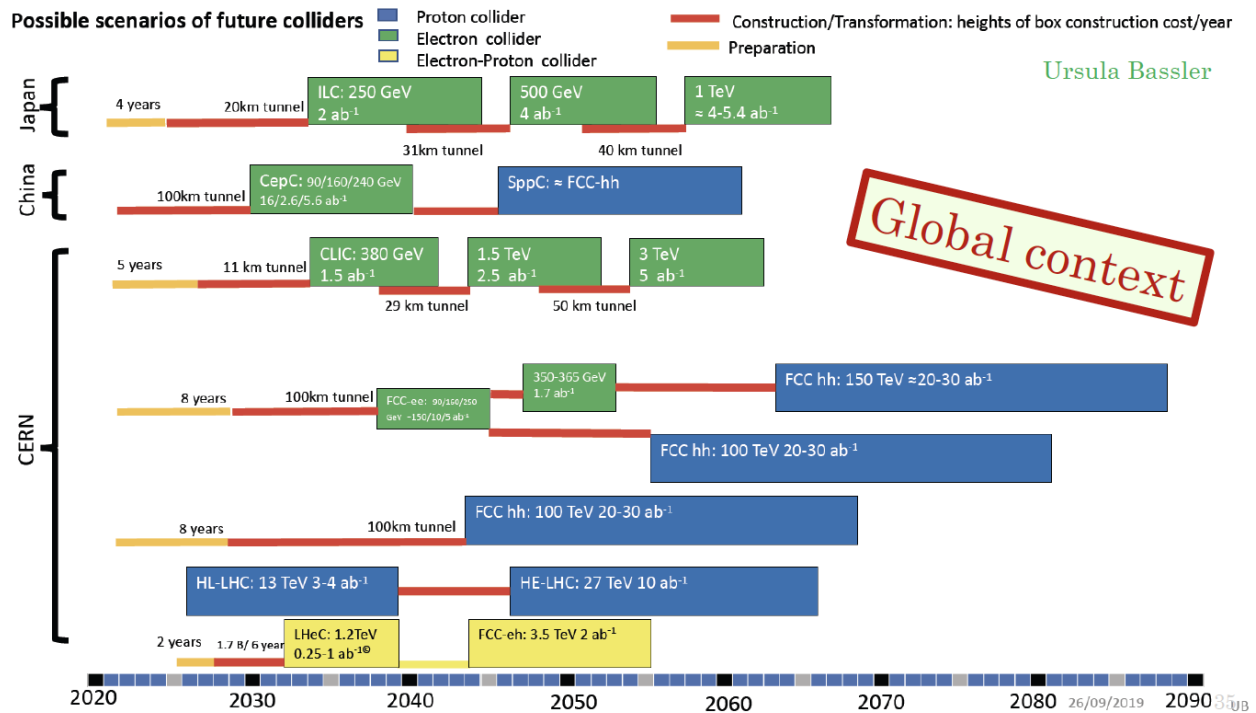 Possible scenarios of future colliders
Proton collider
Electron collider
Electron-Proton collider
Construction/Transformation: heights of box construction cost/year
Preparation
Ursula Bassler
Japan
4 years
20km tunnel
ILC: 250 GeV
2 ab⁻¹
31km tunnel
500 GeV
4 ab⁻¹
40 km tunnel
1 TeV
≈ 4-5.4 ab⁻¹
China
100km tunnel
CepC: 90/160/240 GeV
16/2.6/5.6 ab⁻¹
SppC: ≈ FCC-hh
Global context
CERN
5 years
11 km tunnel
CLIC: 380 GeV
1.5 ab⁻¹
29 km tunnel
1.5 TeV
2.5 ab⁻¹
50 km tunnel
3 TeV
5 ab⁻¹
8 years
100km tunnel
FCC-ee: 90/160/250
GeV ~150/10/5 ab⁻¹
350-365 GeV
1.7 ab⁻¹
FCC hh: 150 TeV ≈20-30 ab⁻¹
FCC hh: 100 TeV 20-30 ab⁻¹
8 years
100km tunnel
FCC hh: 100 TeV 20-30 ab⁻¹
HL-LHC: 13 TeV 3-4 ab⁻¹
HE-LHC: 27 TeV 10 ab⁻¹
2 years
1.7 B/ 6 year
LHeC: 1.2TeV
0.25-1 ab⁻¹
FCC-eh: 3.5 TeV 2 ab⁻¹
2020
2030
2040
2050
2060
2070
2080
2090
26/09/2019
35
UB